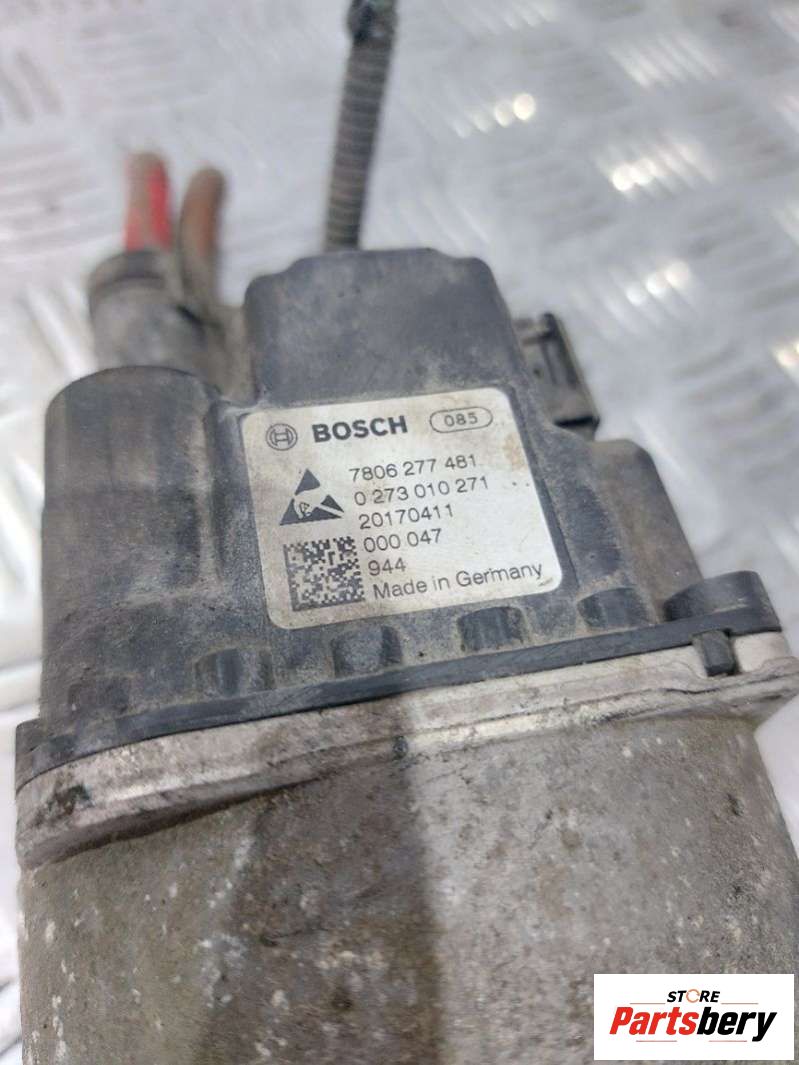 BOSCH 085
7806 277 481
0 273 010 271
20170411
000 047
944
Made in Germany
STORE
Partsbery